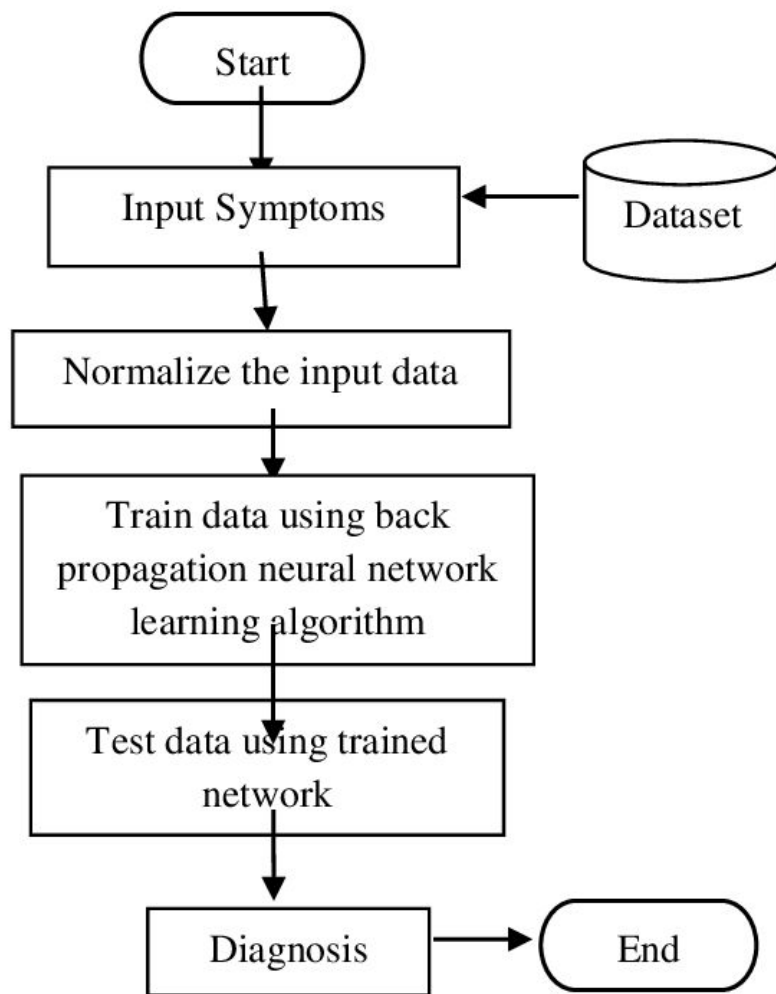 Start
Input Symptoms
Dataset
Normalize the input data
Train data using back
propagation neural network
learning algorithm
Test data using trained
network
Diagnosis
End